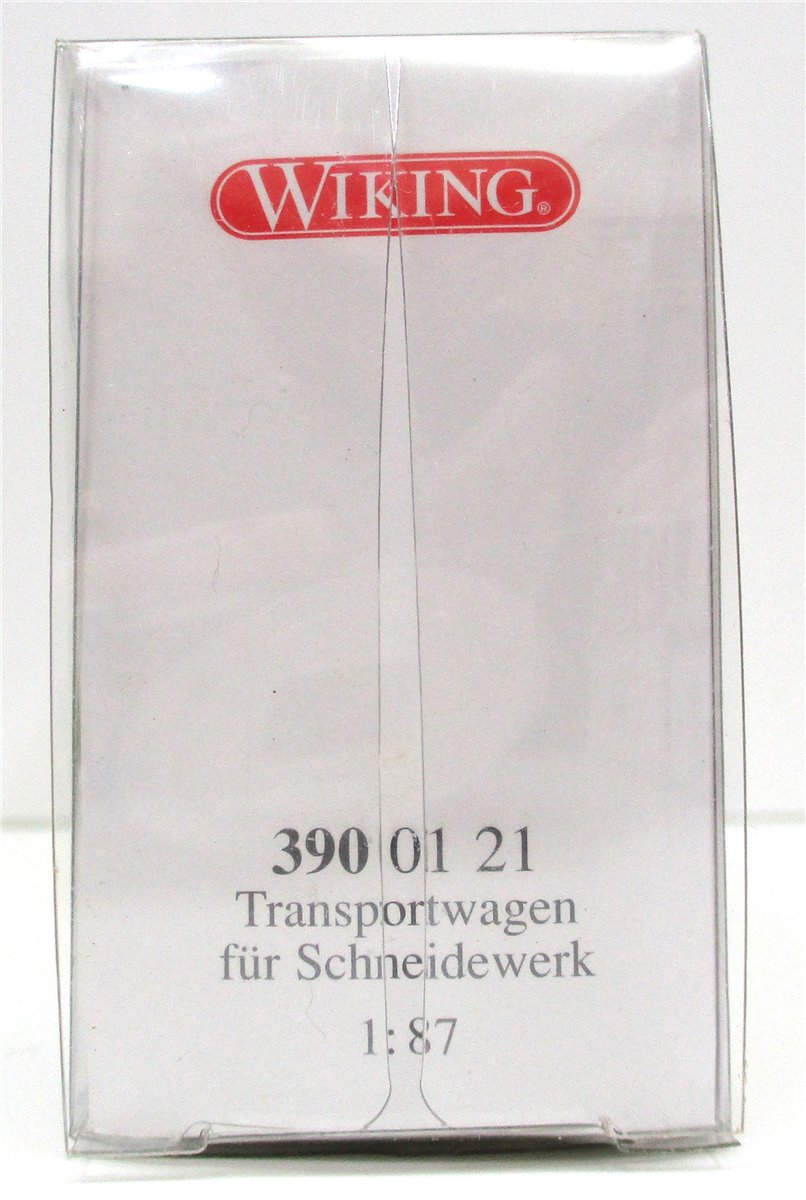 WIKING®
390 01 21
Transportwagen
für Schneidewerk
1:87